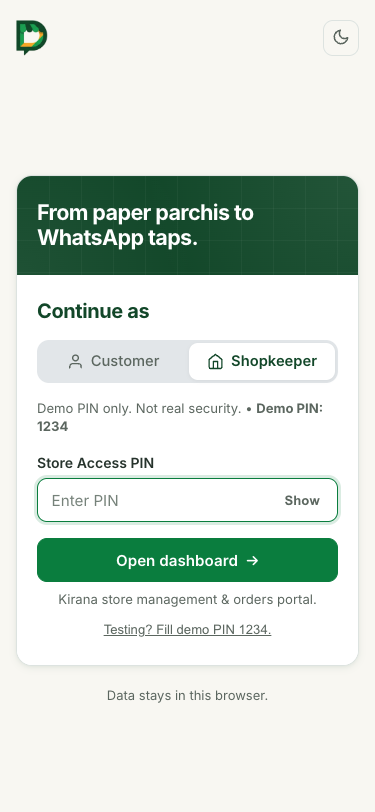 From paper parchis to
WhatsApp taps.
Continue as
Customer
Shopkeeper
Demo PIN only. Not real security. • Demo PIN:
1234
Store Access PIN
Enter PIN
Show
Open dashboard →
Kirana store management & orders portal.
Testing? Fill demo PIN 1234.
Data stays in this browser.